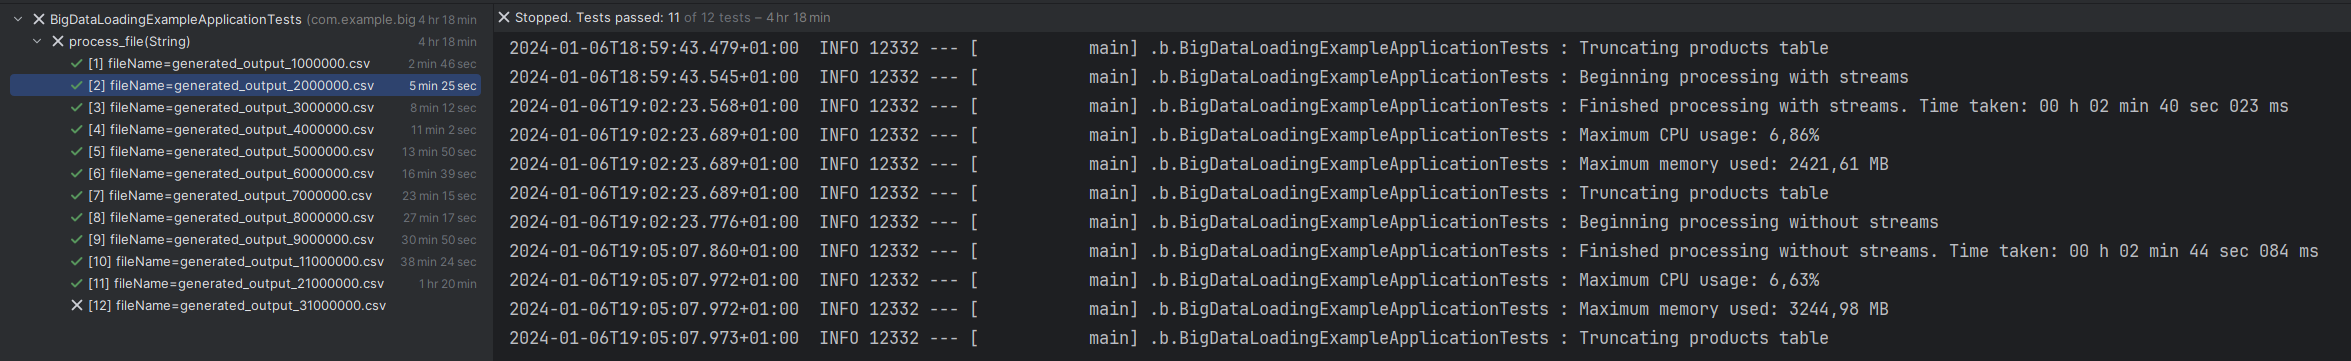 BigDataLoadingExampleApplicationTests (com.example.big 4 hr 18 min
process_file(String) 4 hr 18 min
[1] fileName=generated_output_1000000.csv 2 min 46 sec
[2] fileName=generated_output_2000000.csv 5 min 25 sec
[3] fileName=generated_output_3000000.csv 8 min 12 sec
[4] fileName=generated_output_4000000.csv 11 min 2 sec
[5] fileName=generated_output_5000000.csv 13 min 50 sec
[6] fileName=generated_output_6000000.csv 16 min 39 sec
[7] fileName=generated_output_7000000.csv 23 min 15 sec
[8] fileName=generated_output_8000000.csv 27 min 17 sec
[9] fileName=generated_output_9000000.csv 30 min 50 sec
[10] fileName=generated_output_11000000.csv 38 min 24 sec
[11] fileName=generated_output_21000000.csv 1 hr 20 min
[12] fileName=generated_output_31000000.csv
Stopped. Tests passed: 11 of 12 tests – 4 hr 18 min
2024-01-06T18:59:43.479+01:00  INFO 12332 --- [           main] .b.BigDataLoadingExampleApplicationTests : Truncating products table
2024-01-06T18:59:43.545+01:00  INFO 12332 --- [           main] .b.BigDataLoadingExampleApplicationTests : Beginning processing with streams
2024-01-06T19:02:23.568+01:00  INFO 12332 --- [           main] .b.BigDataLoadingExampleApplicationTests : Finished processing with streams. Time taken: 00 h 02 min 40 sec 023 ms
2024-01-06T19:02:23.689+01:00  INFO 12332 --- [           main] .b.BigDataLoadingExampleApplicationTests : Maximum CPU usage: 6,86%
2024-01-06T19:02:23.689+01:00  INFO 12332 --- [           main] .b.BigDataLoadingExampleApplicationTests : Maximum memory used: 2421,61 MB
2024-01-06T19:02:23.689+01:00  INFO 12332 --- [           main] .b.BigDataLoadingExampleApplicationTests : Truncating products table
2024-01-06T19:02:23.776+01:00  INFO 12332 --- [           main] .b.BigDataLoadingExampleApplicationTests : Beginning processing without streams
2024-01-06T19:05:07.860+01:00  INFO 12332 --- [           main] .b.BigDataLoadingExampleApplicationTests : Finished processing without streams. Time taken: 00 h 02 min 44 sec 084 ms
2024-01-06T19:05:07.972+01:00  INFO 12332 --- [           main] .b.BigDataLoadingExampleApplicationTests : Maximum CPU usage: 6,63%
2024-01-06T19:05:07.972+01:00  INFO 12332 --- [           main] .b.BigDataLoadingExampleApplicationTests : Maximum memory used: 3244,98 MB
2024-01-06T19:05:07.973+01:00  INFO 12332 --- [           main] .b.BigDataLoadingExampleApplicationTests : Truncating products table